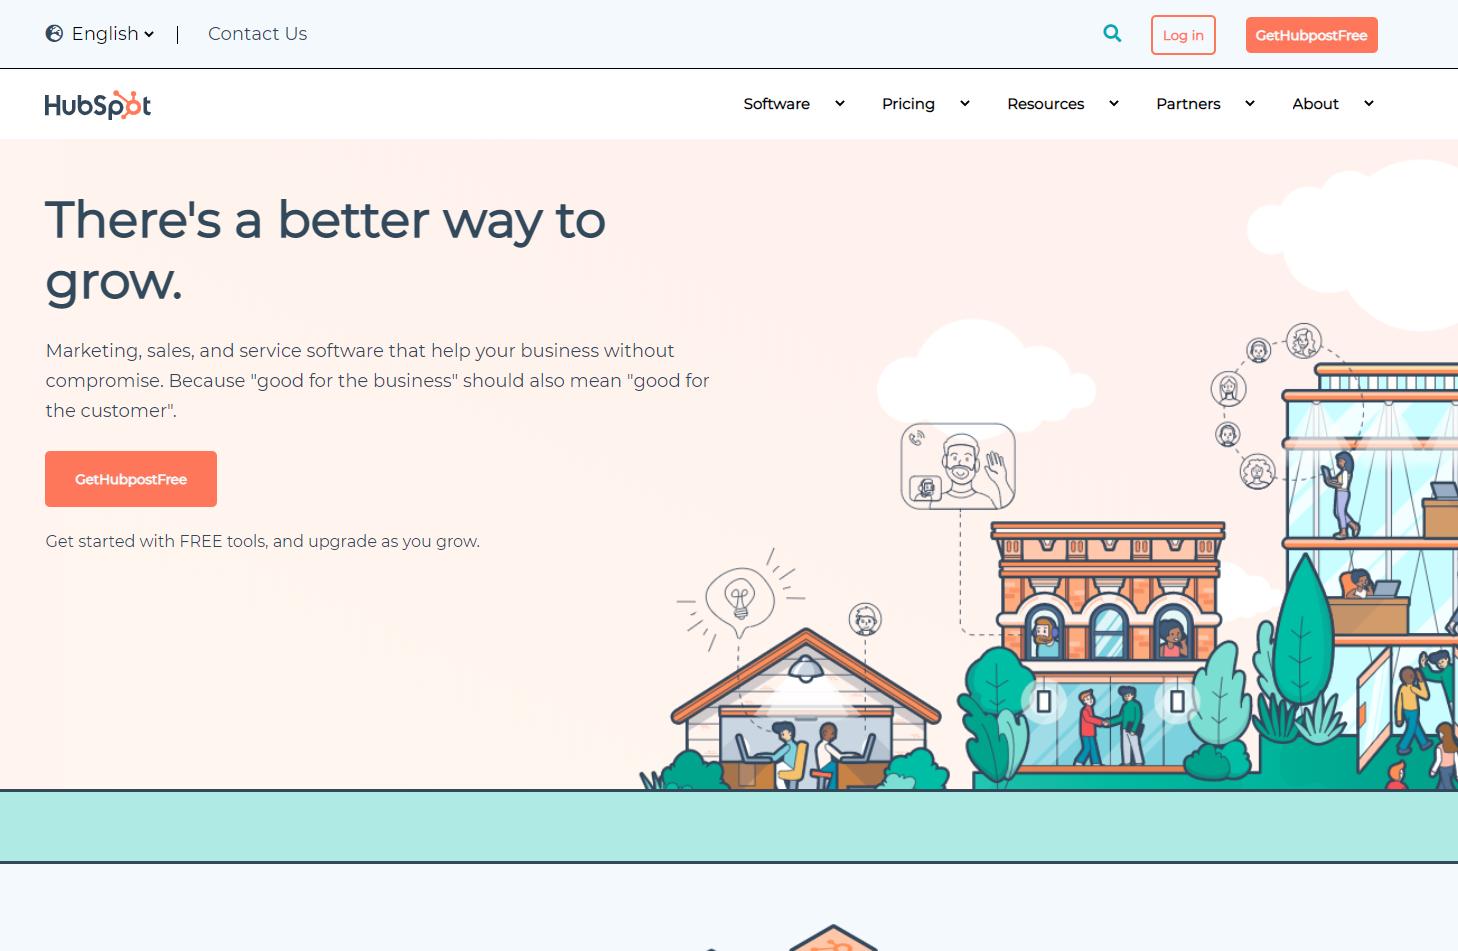 English
Contact Us
Log in
GetHubpostFree
HubSpot
Software
Pricing
Resources
Partners
About
There's a better way to
grow.
Marketing, sales, and service software that help your business without
compromise. Because "good for the business" should also mean "good for
the customer".
GetHubpostFree
Get started with FREE tools, and upgrade as you grow.